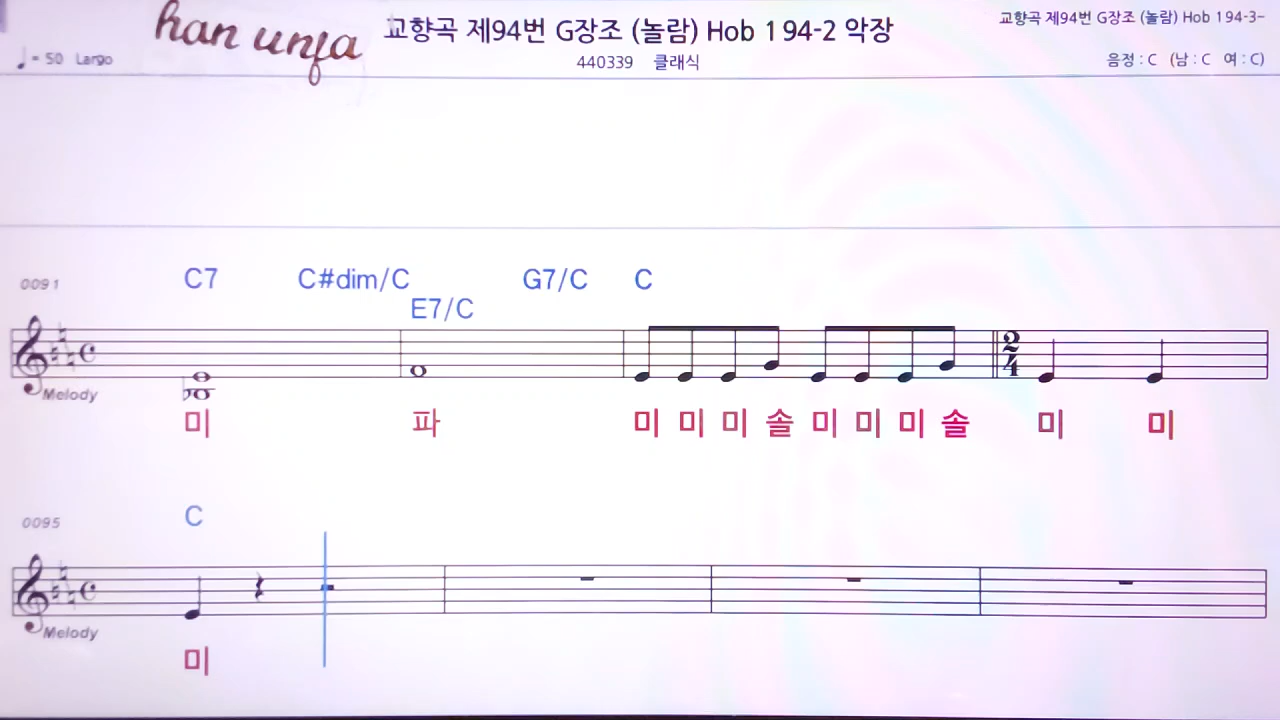 han unja
교향곡 제94번 G장조 (놀람) Hob 1 94-2 악장
교향곡 제94번 G장조 (놀람) Hob 1 94-3-
♩= 50 Largo
440339 클래식
음정 : C (남 : C 여 : C)
0091 C7 C#dim/C G7/C C
E7/C
2
4
Melody
미 파 미 미 미 솔 미 미 미 솔 미 미
0095 C
Melody
미